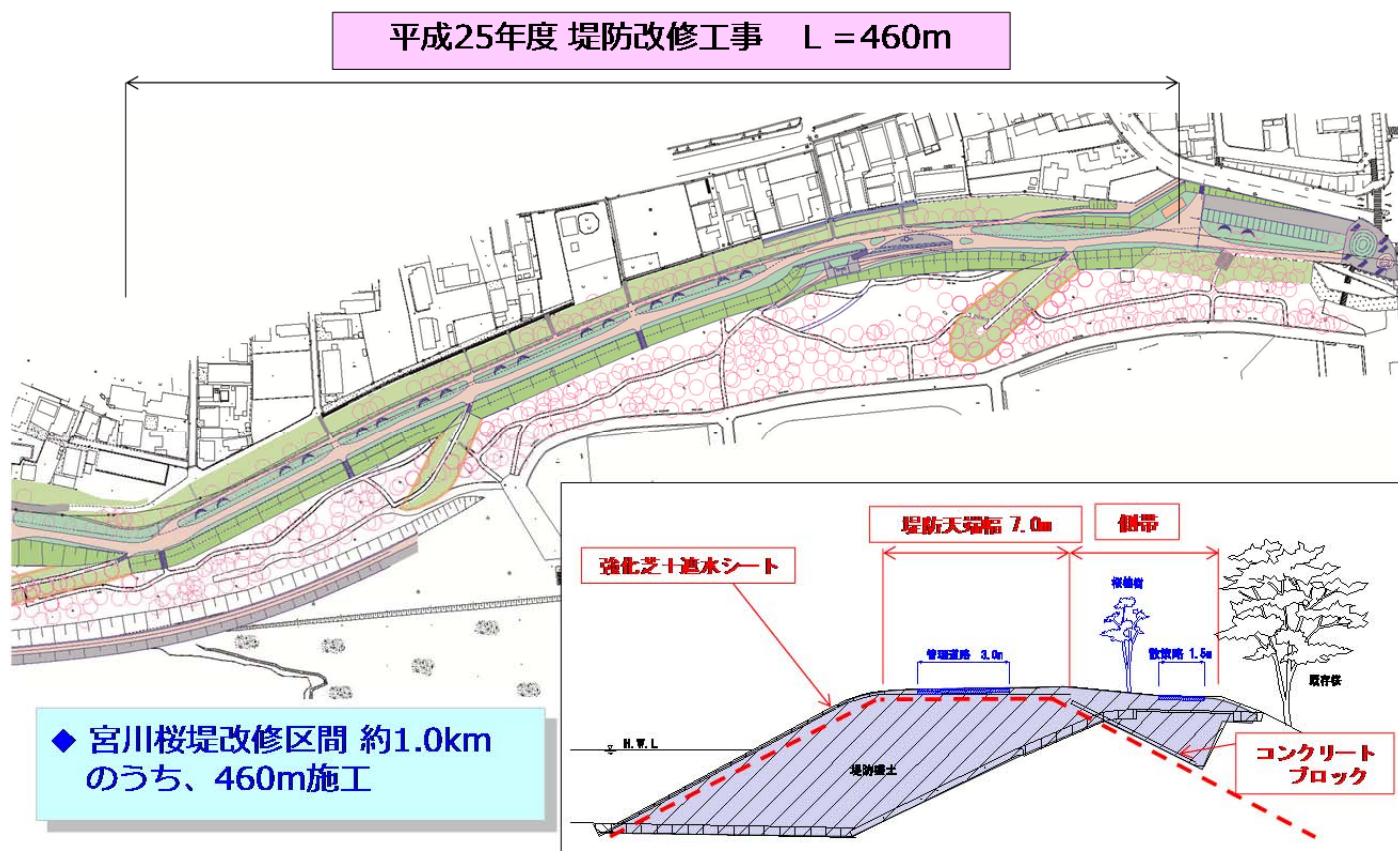 平成25年度 堤防改修工事 L =460m
堤防天端幅 7.0m
側帯
強化芝+遮水シート
桜植樹
管理道路 3.0m
散策路 1.5m
既存桜
H.W.L
堤防盛土
コンクリート
ブロック
◆ 宮川桜堤改修区間 約1.0km
のうち、460m施工